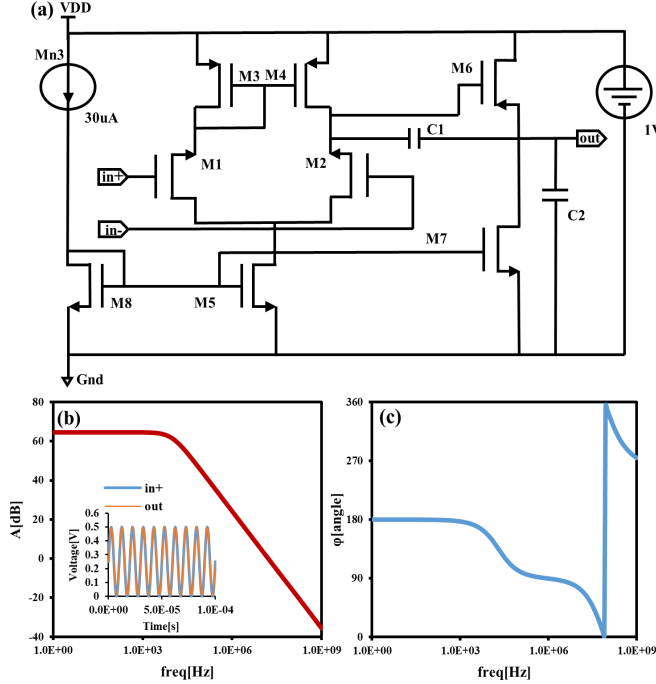 (a) VDD
Mn3
30uA
M3 M4
M6
C1
out
1V
in+
M1
M2
in-
C2
M7
M8
M5
Gnd
(b)
A[dB]
80
60
40
20
0
-20
-40
1.0E+00 1.0E+03 1.0E+06 1.0E+09
freq[Hz]
in+
out
Voltage[V]
0.6
0.5
0.4
0.3
0.2
0.1
0
0.0E+00 5.0E-05 1.0E-04
Time[s]
(c)
φ[angle]
360
270
180
90
0
1.0E+00 1.0E+03 1.0E+06 1.0E+09
freq[Hz]